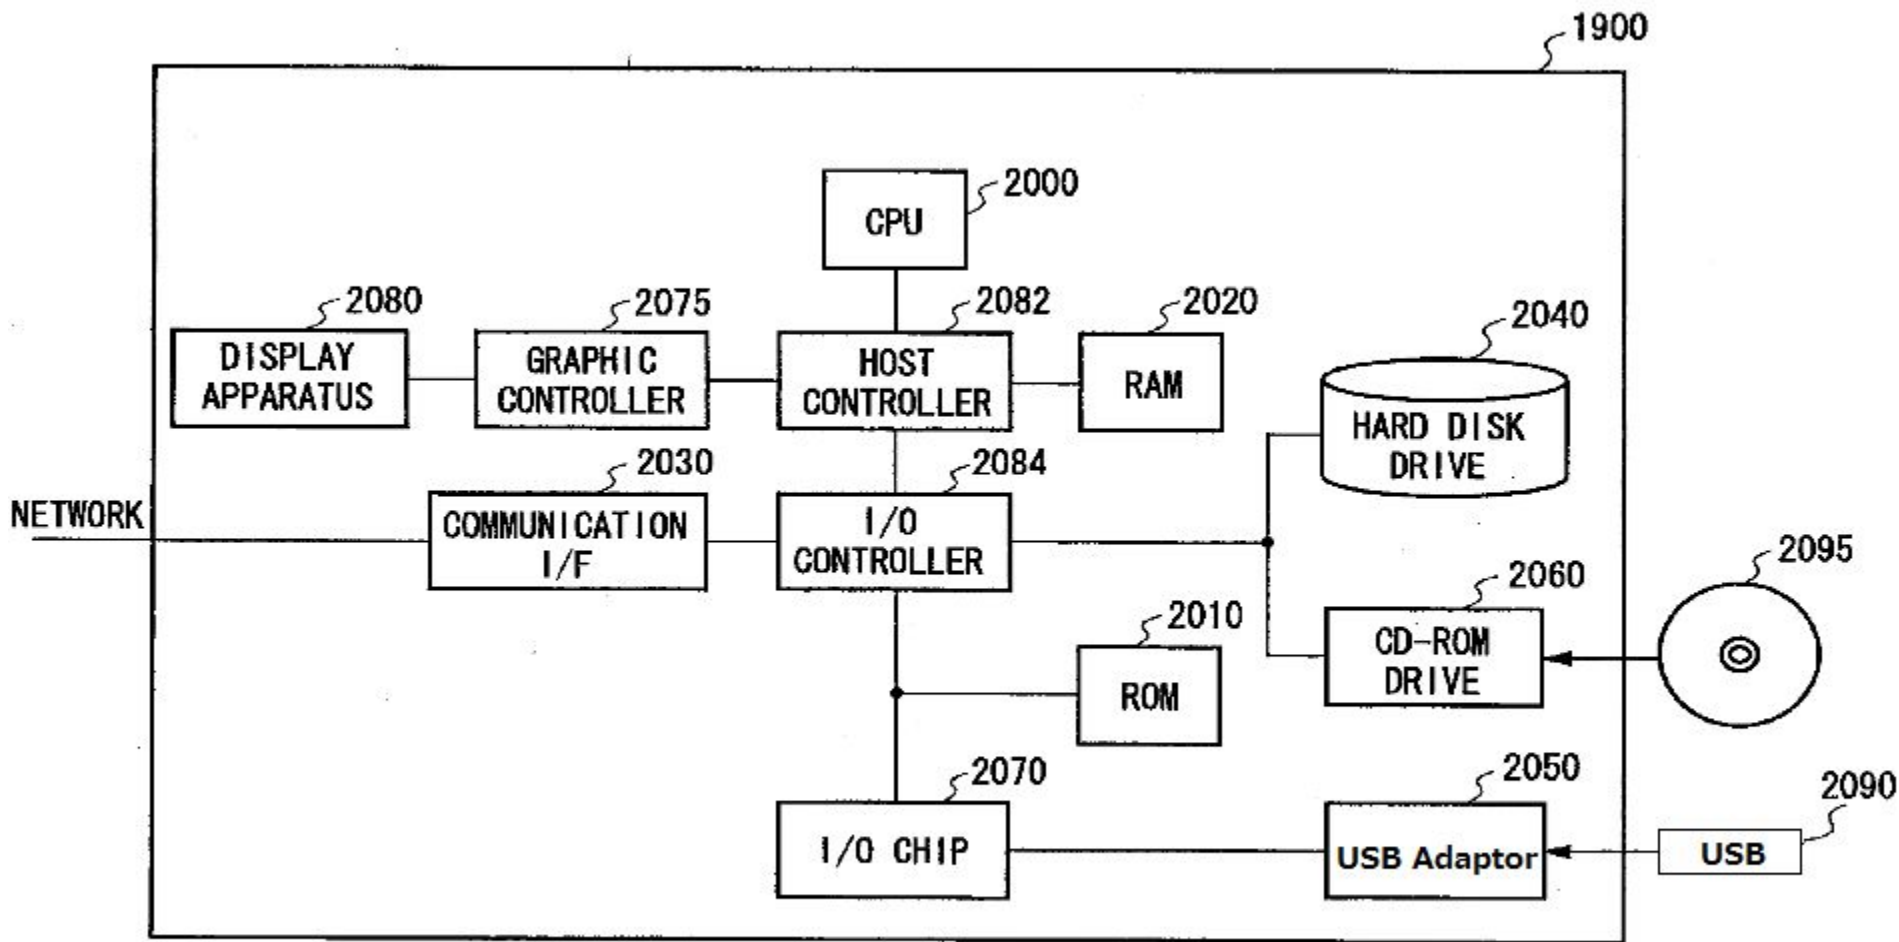 1900
2000
CPU
2080
2075
2082
2020
2040
DISPLAY
APPARATUS
GRAPHIC
CONTROLLER
HOST
CONTROLLER
RAM
HARD DISK
DRIVE
2030
2084
NETWORK
COMMUNICATION
I/F
I/O
CONTROLLER
2095
2060
2010
CD-ROM
DRIVE
ROM
2070
2050
2090
I/O CHIP
USB Adaptor
USB